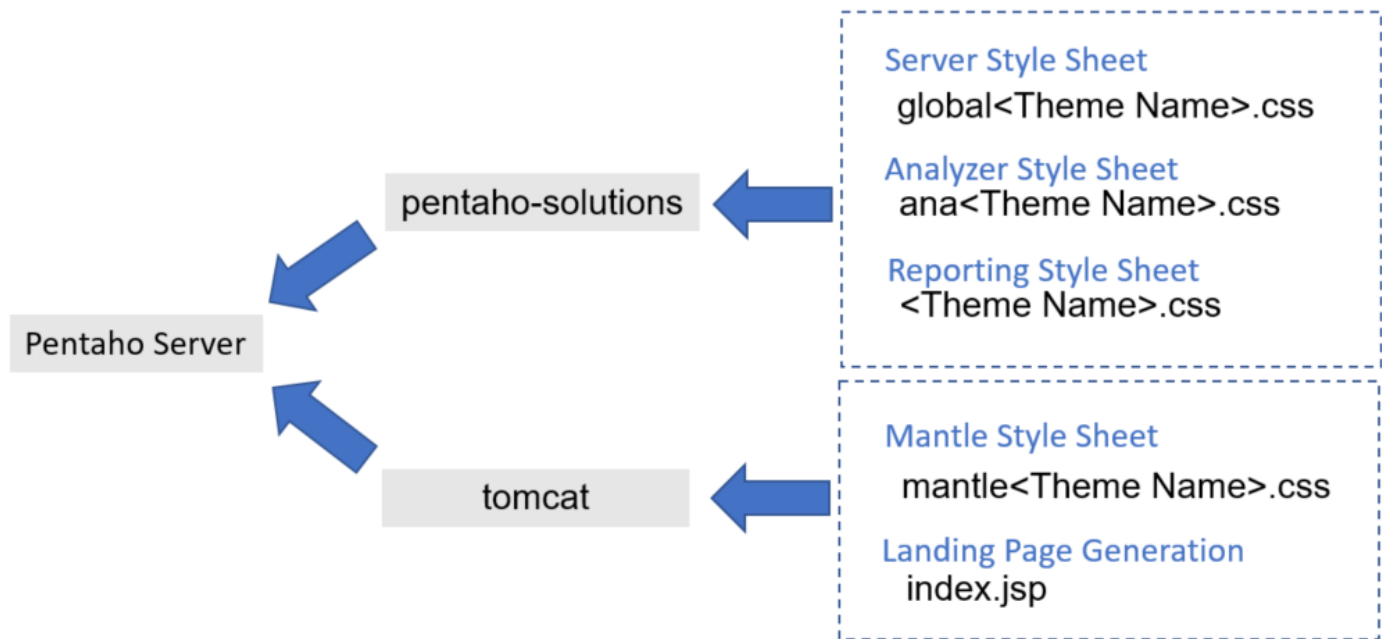 Server Style Sheet
global<Theme Name>.css
Analyzer Style Sheet
ana<Theme Name>.css
Reporting Style Sheet
<Theme Name>.css
pentaho-solutions
Pentaho Server
Mantle Style Sheet
mantle<Theme Name>.css
Landing Page Generation
index.jsp
tomcat